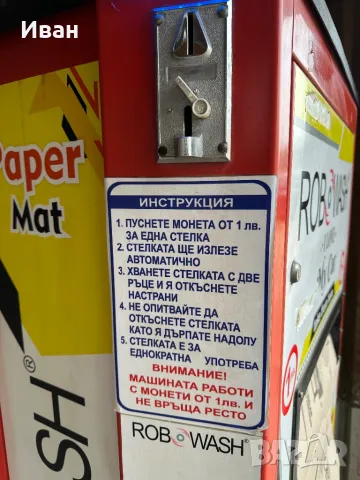 Иван
Paper
Mat
ИНСТРУКЦИЯ
1. ПУСНЕТЕ МОНЕТА ОТ 1 лв.
ЗА ЕДНА СТЕЛКА
2. СТЕЛКАТА ЩЕ ИЗЛЕЗЕ
АВТОМАТИЧНО
3. ХВАНЕТЕ СТЕЛКАТА С ДВЕ
РЪЦЕ И Я ОТКЪСНЕТЕ
НАСТРАНИ
4. НЕ ОПИТВАЙТЕ ДА
ОТКЪСНЕТЕ СТЕЛКАТА
КАТО Я ДЪРПАТЕ НАДОЛУ
5. СТЕЛКАТА Е ЗА
ЕДНОКРАТНА УПОТРЕБА
ВНИМАНИЕ!
МАШИНАТА РАБОТИ
С МОНЕТИ ОТ 1лв. И
НЕ ВРЪЩА РЕСТО
ROBOWASH®
ROBOWASH
SH®
bazar